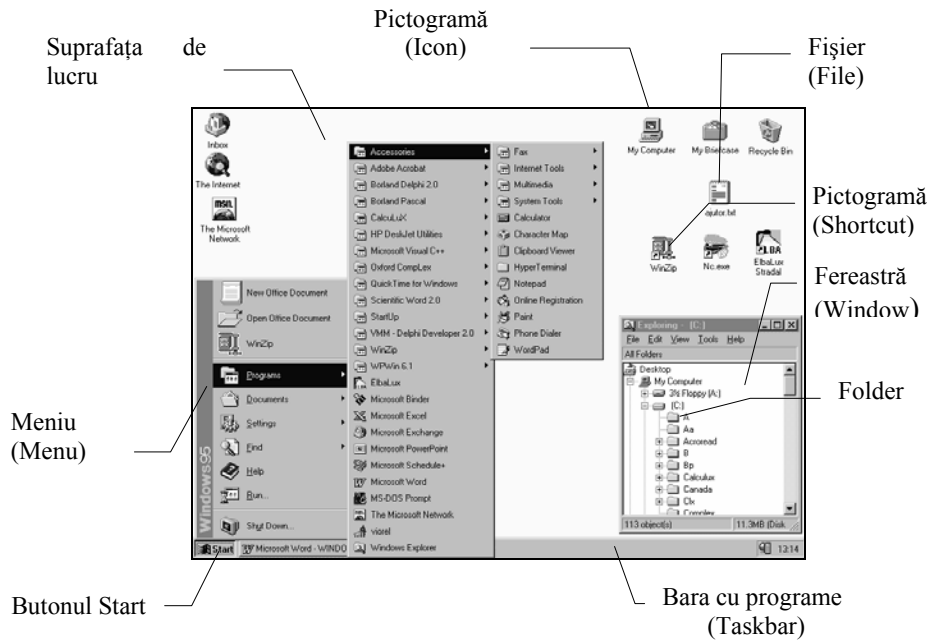 Pictogramă
(Icon)
Suprafața de
lucru
Fişier
(File)
Pictogramă
(Shortcut)
Fereastră
(Window)
Folder
Meniu
(Menu)
Butonul Start
Bara cu programe
(Taskbar)
Inbox
The Internet
msn.
The Microsoft
Network
My Computer
My Briefcase
Recycle Bin
ajutor.txt
WinZip
Nc.exe
ElbaLux
Stradal
New Office Document
Open Office Document
WinZip
Programs
Documents
Settings
Find
Help
Run...
Shut Down...
Windows95
Accessories
Adobe Acrobat
Borland Delphi 2.0
Borland Pascal
CalcuLuX
HP DeskJet Utilities
Microsoft Visual C++
Oxford CompLex
QuickTime for Windows
Scientific Word 2.0
StartUp
VMM - Delphi Developer 2.0
WinZip
WPWin 6.1
ElbaLux
Microsoft Binder
Microsoft Excel
Microsoft Exchange
Microsoft PowerPoint
Microsoft Schedule+
Microsoft Word
MS-DOS Prompt
The Microsoft Network
viorel
Windows Explorer
Fax
Internet Tools
Multimedia
System Tools
Calculator
Character Map
Clipboard Viewer
HyperTerminal
Notepad
Online Registration
Paint
Phone Dialer
WordPad
Exploring - (C:)
File Edit View Tools Help
All Folders
Desktop
My Computer
3½ Floppy (A:)
(C:)
A
Aa
Acroread
B
Bp
Calculux
Canada
Clx
Complex
113 object(s) 11.3MB (Disk
Start
Microsoft Word - WINDO
13:14